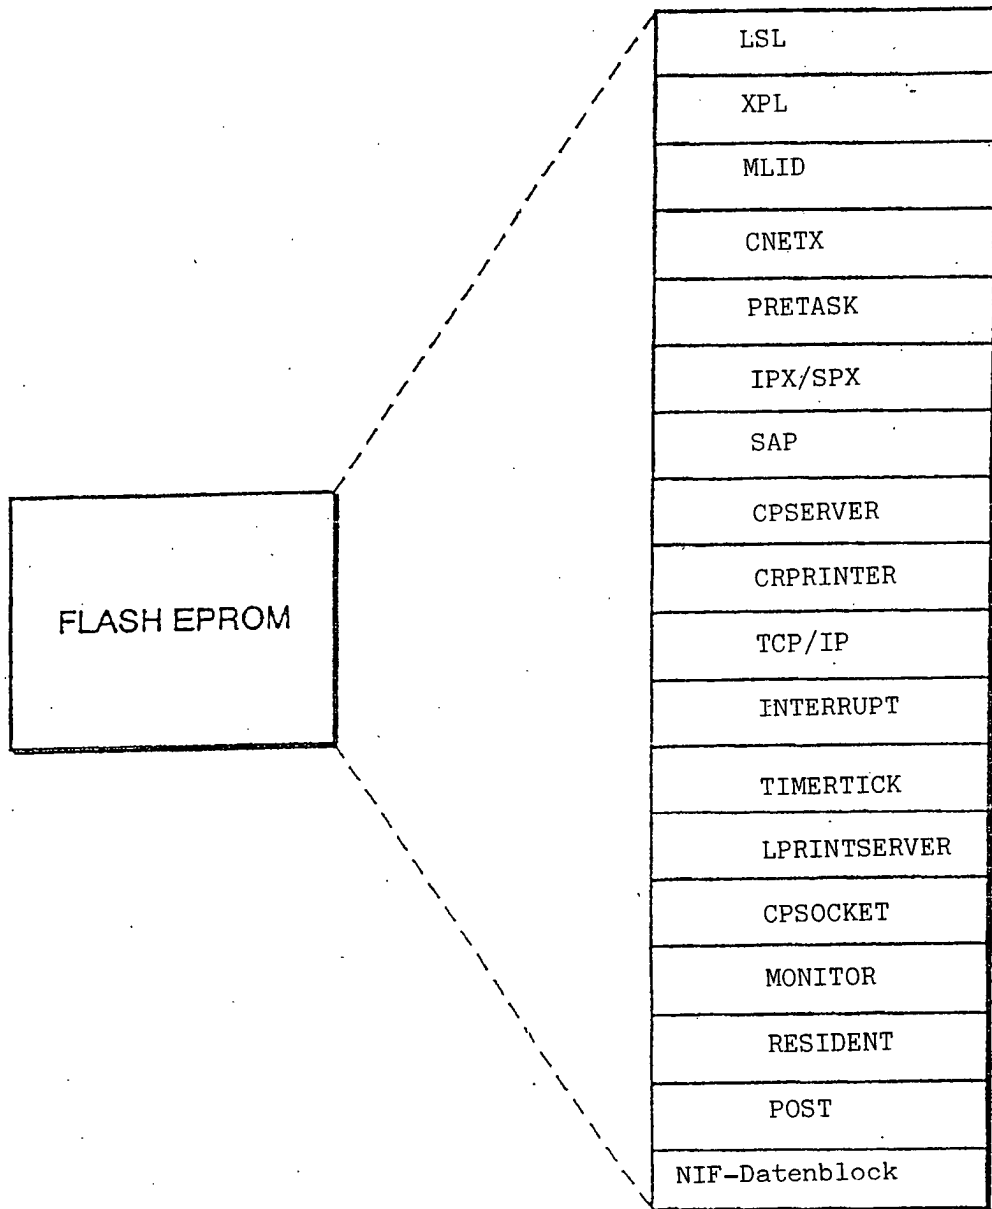 LSL
XPL
MLID
CNETX
PRETASK
IPX/SPX
SAP
CPSERVER
CRPRINTER
TCP/IP
INTERRUPT
TIMERTICK
LPRINTSERVER
CPSOCKET
MONITOR
RESIDENT
POST
NIF-Datenblock
FLASH EPROM